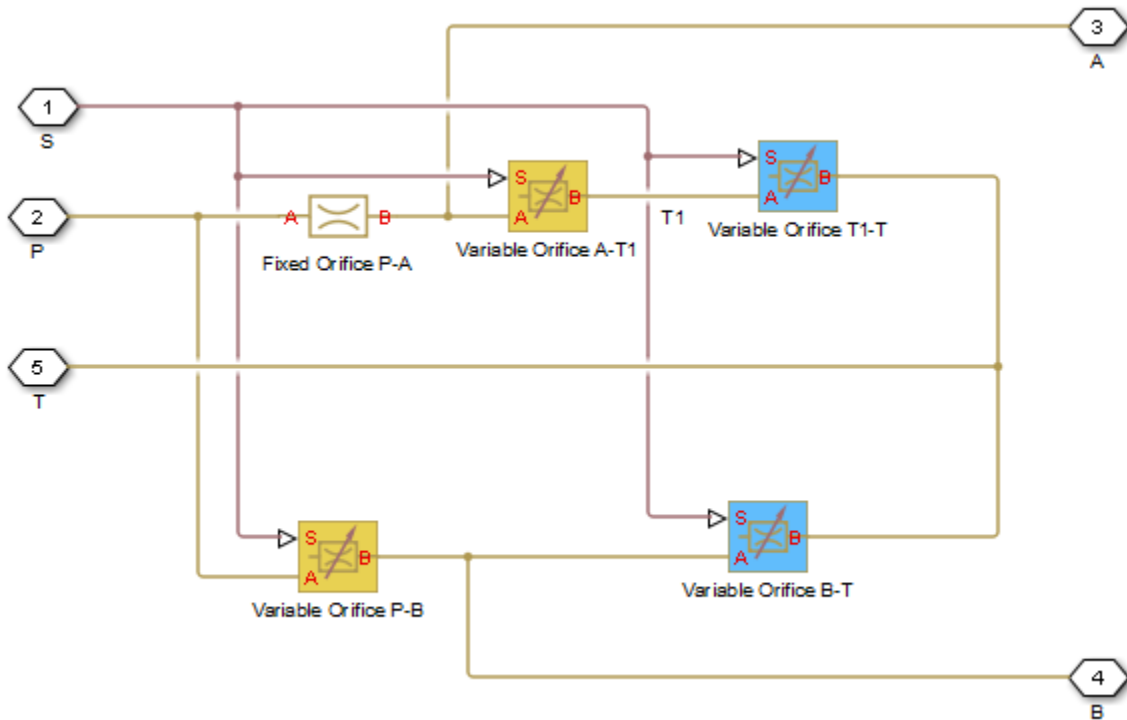 3
A
1
S
S
B
A
S
B
A
T1
Variable Orifice T1-T
2
P
A
B
Fixed Orifice P-A
Variable Orifice A-T1
5
T
S
B
A
Variable Orifice P-B
S
B
A
Variable Orifice B-T
4
B